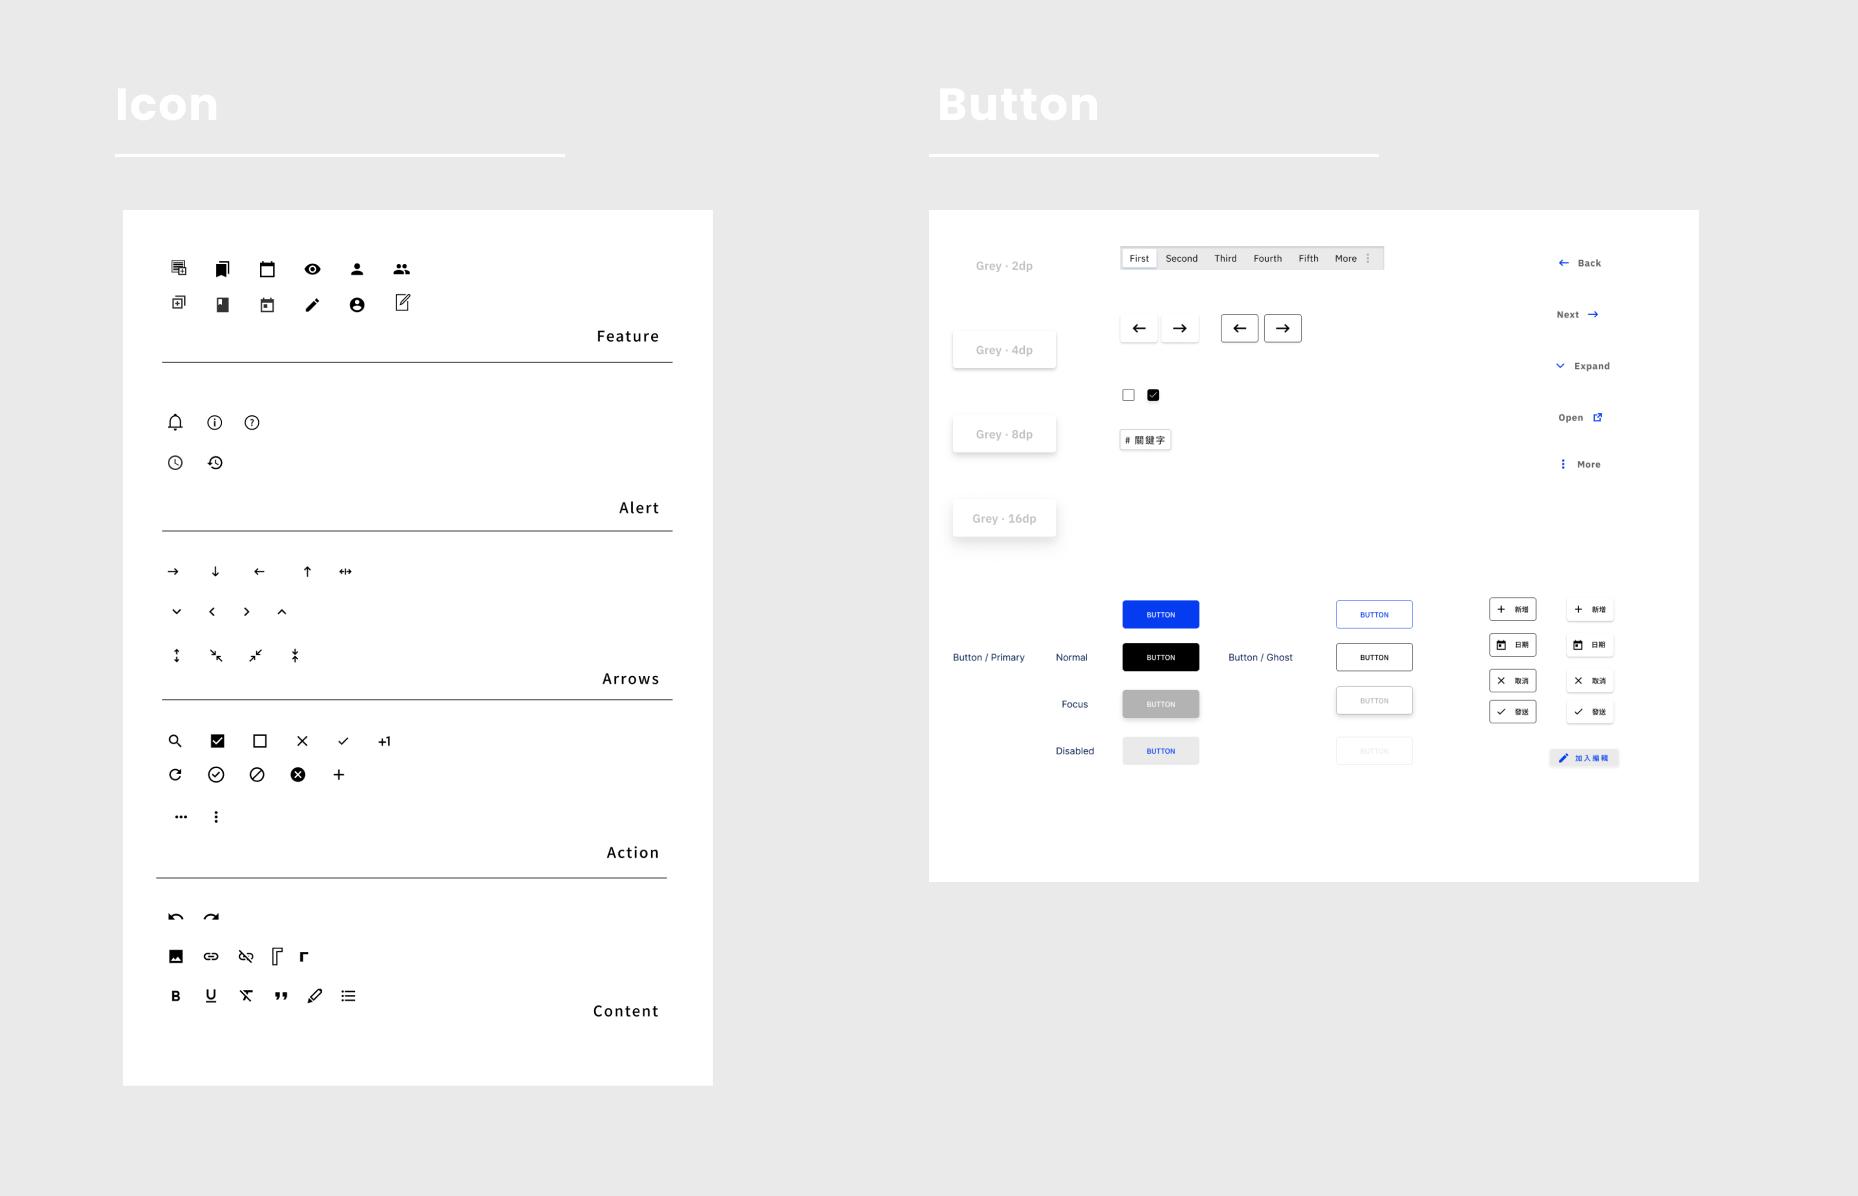 Icon
Feature
Alert
Arrows
+1
Action
B U
Content
Button
Grey · 2dp
Grey · 4dp
Grey · 8dp
Grey · 16dp
First Second Third Fourth Fifth More
# 關鍵字
Back
Next
Expand
Open
More
BUTTON BUTTON
Button / Primary Normal BUTTON Button / Ghost BUTTON
Focus BUTTON BUTTON
Disabled BUTTON BUTTON
新增 新增
日期 日期
取消 取消
發送 發送
加入編輯